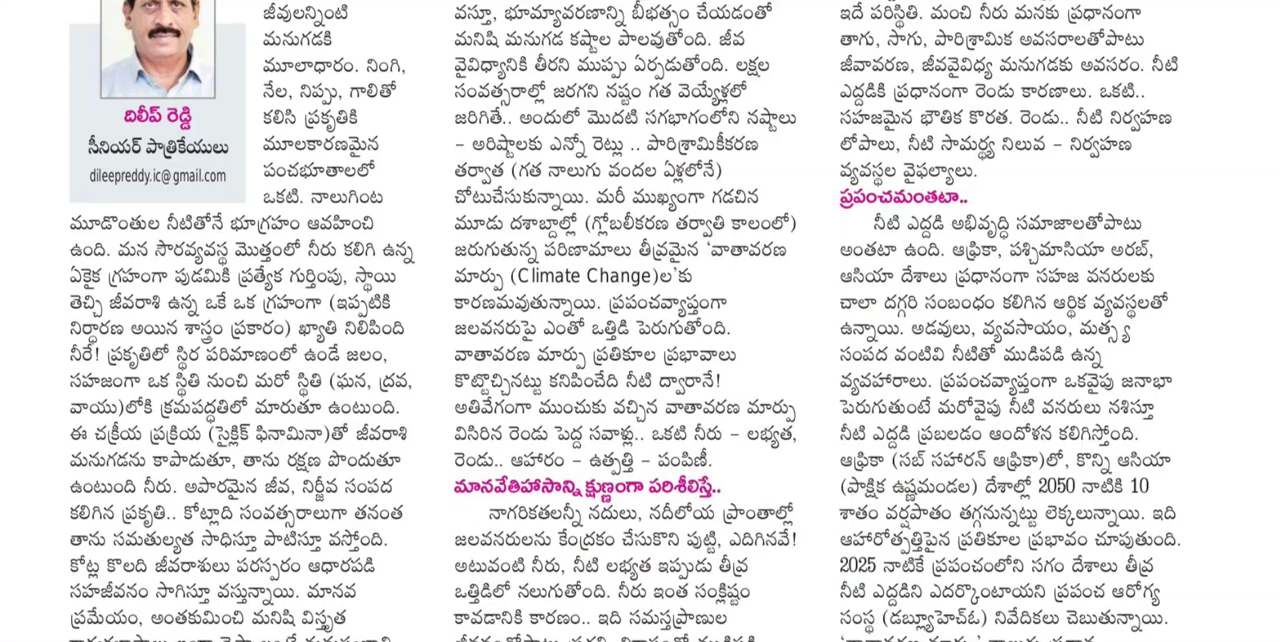 జీవులన్నింటి
మనుగడకి
మూలాధారం. నింగి,
నేల, నిప్పు, గాలితో
కలిసి ప్రకృతికి
మూలకారణమైన
పంచభూతాలలో
ఒకటి. నాలుగింట
దిలీప్ రెడ్డి
సీనియర్ పాత్రికేయులు
dileepreddy.ic@gmail.com
మూడొంతుల నీటితోనే భూగ్రహం ఆవహించి
ఉంది. మన సౌరవ్యవస్థ మొత్తంలో నీరు కలిగి ఉన్న
ఏకైక గ్రహంగా పుడమికి ప్రత్యేక గుర్తింపు, స్థాయి
తెచ్చి జీవరాశి ఉన్న ఒకే ఒక గ్రహంగా (ఇప్పటికి
నిర్ధారణ అయిన శాస్త్రం ప్రకారం) ఖ్యాతి నిలిపింది
నీరే! ప్రకృతిలో స్థిర పరిమాణంలో ఉండే జలం,
సహజంగా ఒక స్థితి నుంచి మరో స్థితి (ఘన, ద్రవ,
వాయు)లోకి క్రమపద్ధతిలో మారుతూ ఉంటుంది.
ఈ చక్రీయ ప్రక్రియ (సైక్లిక్ ఫినామినా)తో జీవరాశి
మనుగడను కాపాడుతూ, తాను రక్షణ పొందుతూ
ఉంటుంది నీరు. అపారమైన జీవ, నిర్జీవ సంపద
కలిగిన ప్రకృతి.. కోట్లాది సంవత్సరాలుగా తనంత
తాను సమతుల్యత సాధిస్తూ పాటిస్తూ వస్తోంది.
కోట్ల కొలది జీవరాశులు పరస్పరం ఆధారపడి
సహజీవనం సాగిస్తూ వస్తున్నాయి. మానవ
ప్రమేయం, అంతకుమించి మనిషి విస్తృత
వస్తూ, భూమ్యావరణాన్ని బీభత్సం చేయడంతో
మనిషి మనుగడ కష్టాల పాలవుతోంది. జీవ
వైవిధ్యానికి తీరని ముప్పు ఏర్పడుతోంది. లక్షల
సంవత్సరాల్లో జరగని నష్టం గత వెయ్యేళ్లలో
జరిగితే.. అందులో మొదటి సగభాగంలోని నష్టాలు
– అరిష్టాలకు ఎన్నో రెట్లు .. పారిశ్రామికీకరణ
తర్వాత (గత నాలుగు వందల ఏళ్లలోనే)
చోటుచేసుకున్నాయి. మరీ ముఖ్యంగా గడచిన
మూడు దశాబ్దాల్లో (గ్లోబలీకరణ తర్వాతి కాలంలో)
జరుగుతున్న పరిణామాలు తీవ్రమైన ‘వాతావరణ
మార్పు (Climate Change)ల’కు
కారణమవుతున్నాయి. ప్రపంచవ్యాప్తంగా
జలవనరుపై ఎంతో ఒత్తిడి పెరుగుతోంది.
వాతావరణ మార్పు ప్రతికూల ప్రభావాలు
కొట్టొచ్చినట్టు కనిపించేది నీటి ద్వారానే!
అతివేగంగా ముంచుకు వచ్చిన వాతావరణ మార్పు
విసిరిన రెండు పెద్ద సవాళ్లు.. ఒకటి నీరు – లభ్యత,
రెండు.. ఆహారం – ఉత్పత్తి – పంపిణీ.
మానవేతిహాసాన్ని క్షుణ్ణంగా పరిశీలిస్తే..
నాగరికతలన్నీ నదులు, నదీలోయ ప్రాంతాల్లో
జలవనరులను కేంద్రకం చేసుకొని పుట్టి, ఎదిగినవే!
అటువంటి నీరు, నీటి లభ్యత ఇప్పుడు తీవ్ర
ఒత్తిడిలో నలుగుతోంది. నీరు ఇంత సంక్లిష్టం
కావడానికి కారణం.. ఇది సమస్తప్రాణుల
ఇదే పరిస్థితి. మంచి నీరు మనకు ప్రధానంగా
తాగు, సాగు, పారిశ్రామిక అవసరాలతోపాటు
జీవావరణ, జీవవైవిధ్య మనుగడకు అవసరం. నీటి
ఎద్దడికి ప్రధానంగా రెండు కారణాలు. ఒకటి..
సహజమైన భౌతిక కొరత. రెండు.. నీటి నిర్వహణ
లోపాలు, నీటి సామర్థ్య నిలువ – నిర్వహణ
వ్యవస్థల వైఫల్యాలు.
ప్రపంచమంతటా..
నీటి ఎద్దడి అభివృద్ధి సమాజాలతోపాటు
అంతటా ఉంది. ఆఫ్రికా, పశ్చిమాసియా అరబ్,
ఆసియా దేశాలు ప్రధానంగా సహజ వనరులకు
చాలా దగ్గరి సంబంధం కలిగిన ఆర్థిక వ్యవస్థలతో
ఉన్నాయి. అడవులు, వ్యవసాయం, మత్స్య
సంపద వంటివి నీటితో ముడిపడి ఉన్న
వ్యవహారాలు. ప్రపంచవ్యాప్తంగా ఒకవైపు జనాభా
పెరుగుతుంటే మరోవైపు నీటి వనరులు నశిస్తూ
నీటి ఎద్దడి ప్రబలడం ఆందోళన కలిగిస్తోంది.
ఆఫ్రికా (సబ్ సహారన్ ఆఫ్రికా)లో, కొన్ని ఆసియా
(పాక్షిక ఉష్ణమండల) దేశాల్లో 2050 నాటికి 10
శాతం వర్షపాతం తగ్గనున్నట్టు లెక్కలున్నాయి. ఇది
ఆహారోత్పత్తిపైన ప్రతికూల ప్రభావం చూపుతుంది.
2025 నాటికే ప్రపంచంలోని సగం దేశాలు తీవ్ర
నీటి ఎద్దడిని ఎదర్కొంటాయని ప్రపంచ ఆరోగ్య
సంస్థ (డబ్ల్యూహెచ్ఓ) నివేదికలు చెబుతున్నాయి.